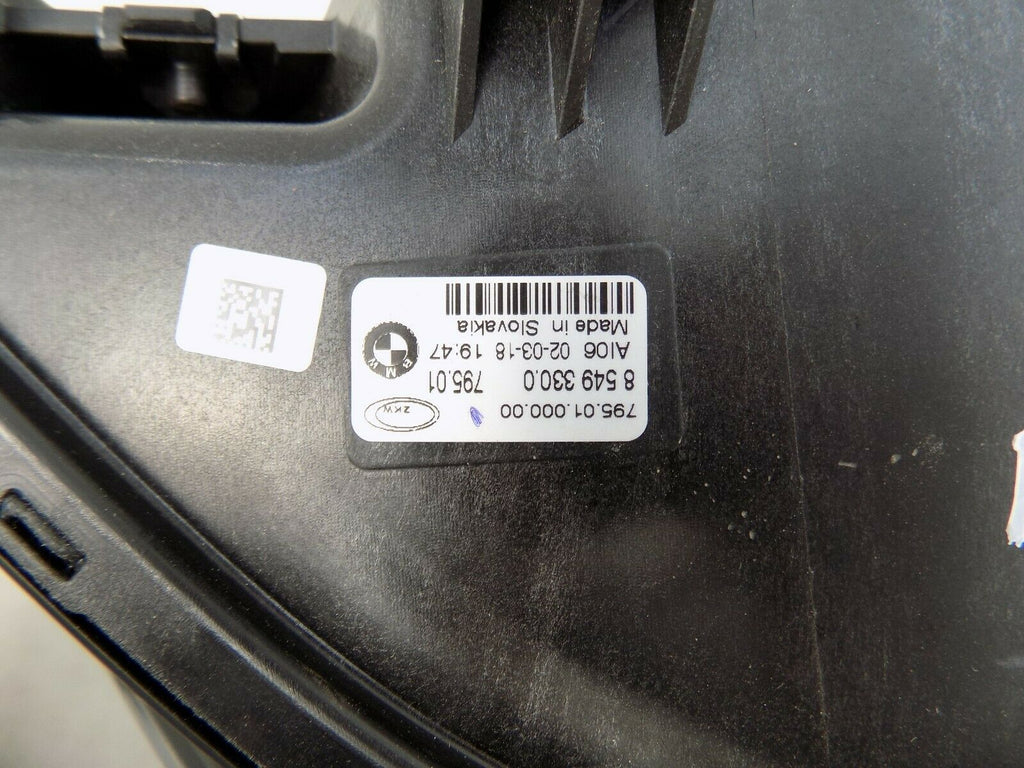 795.01.000.00 ZKW
8 549 330.0 795.01
AI06 02-03-18 19:47
BMW
Made in Slovakia